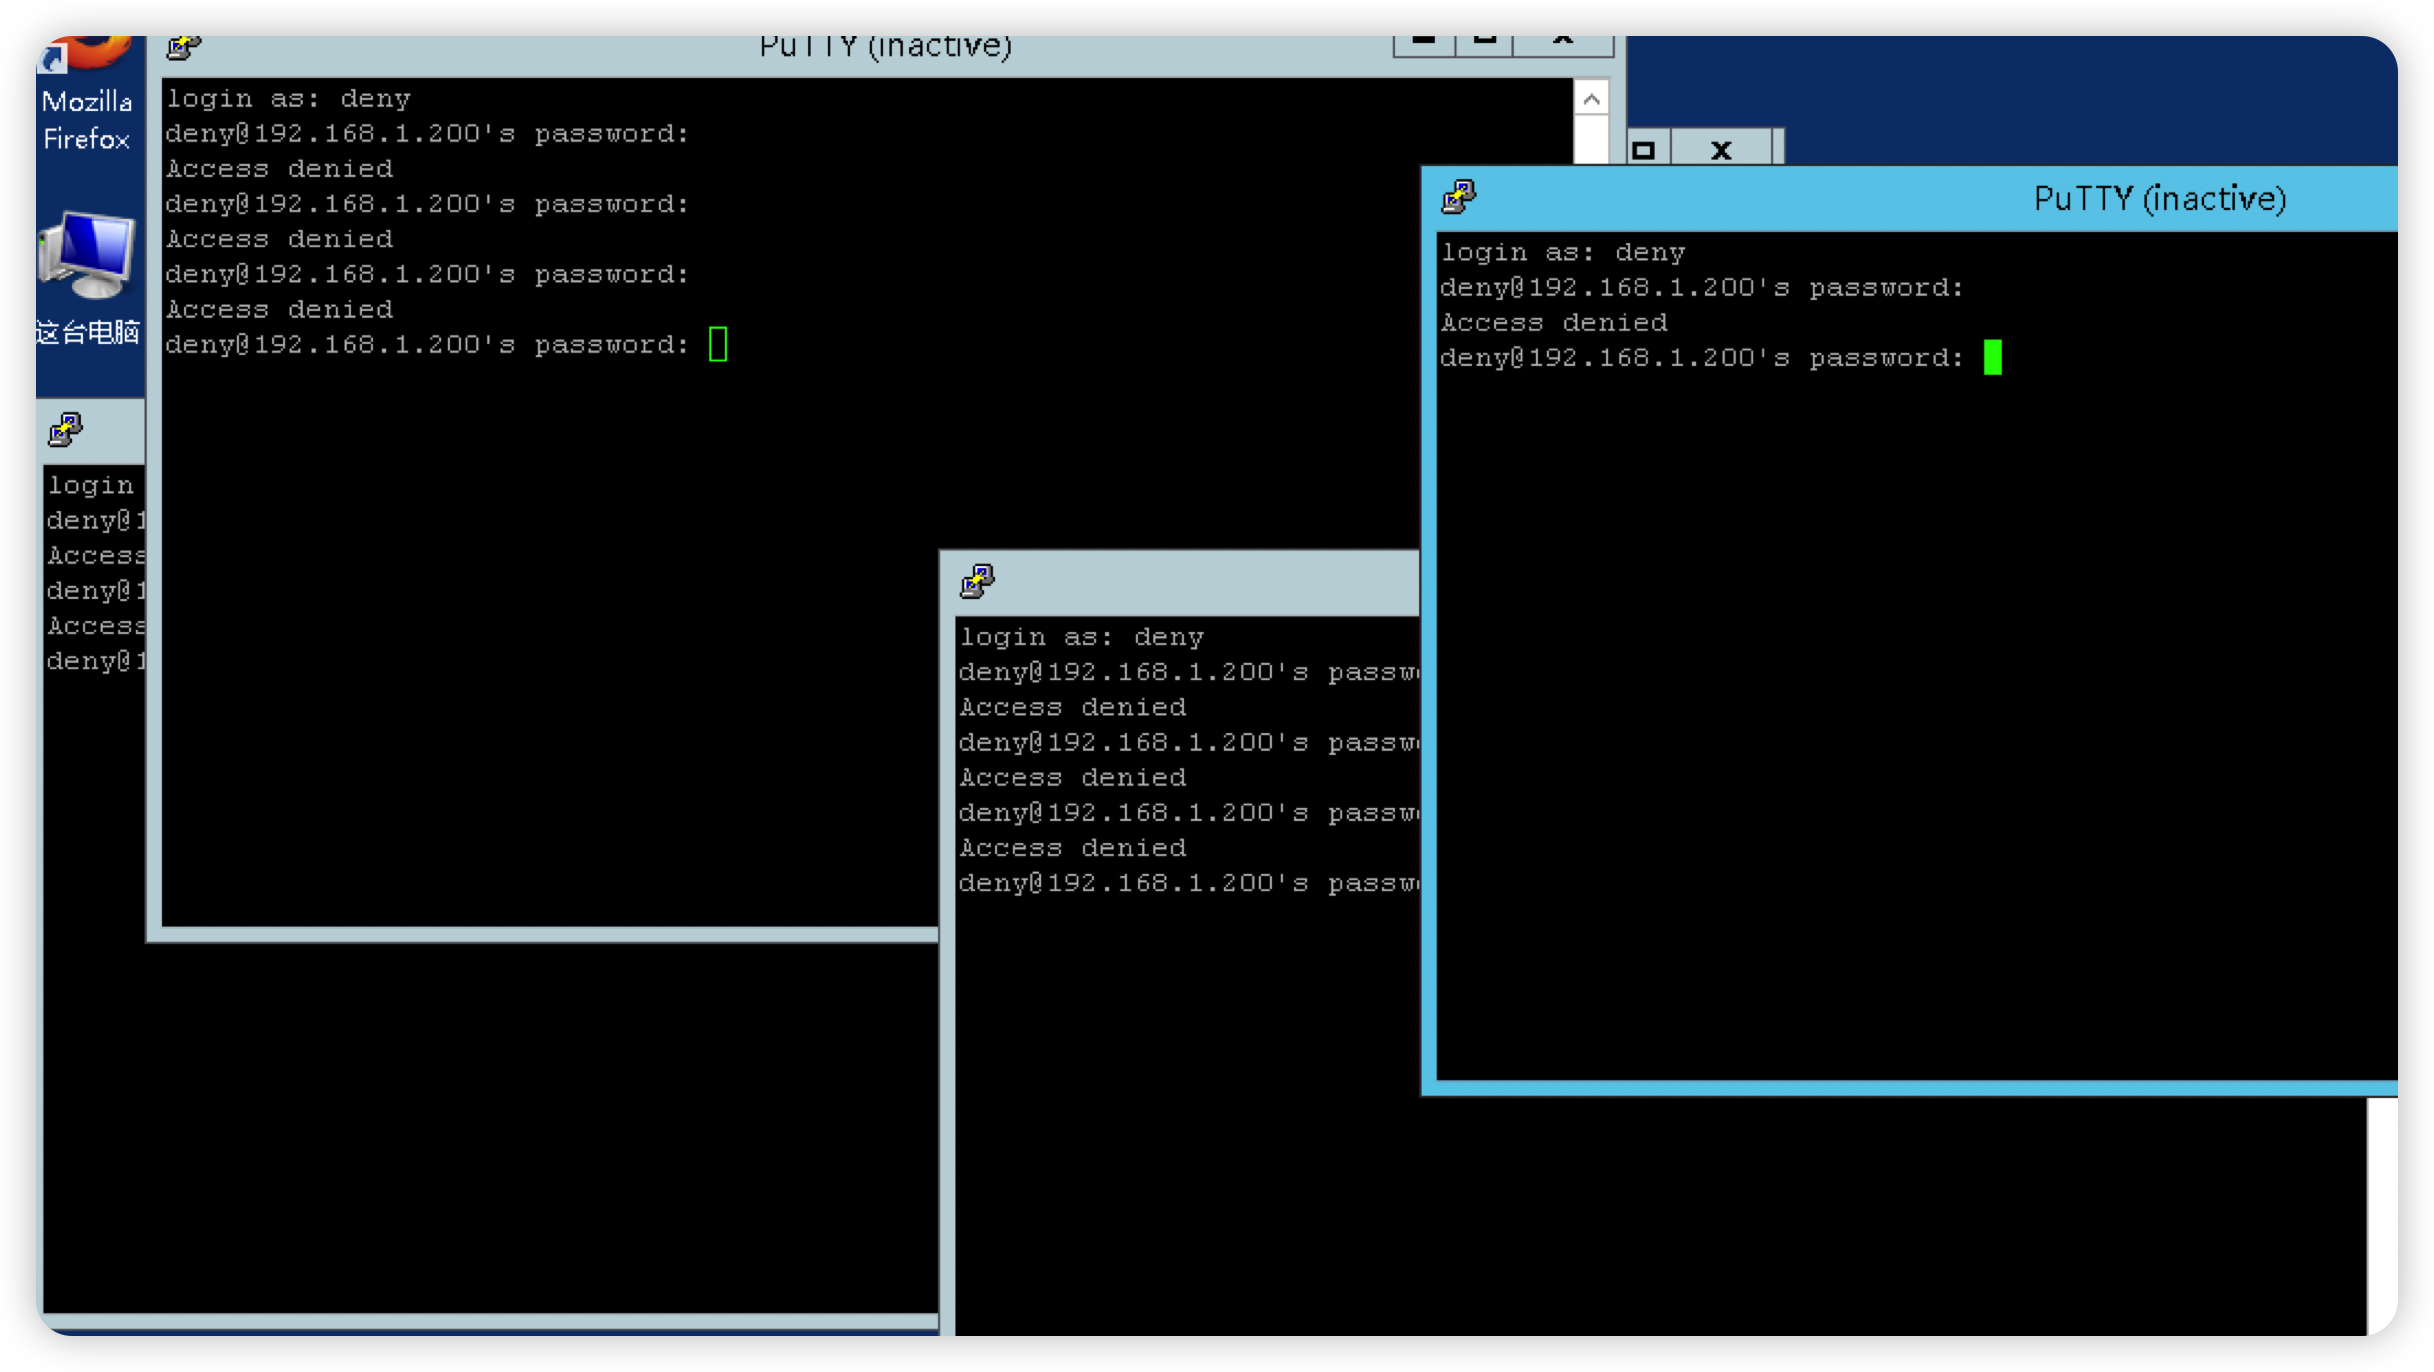 Mozilla
Firefox
这台电脑
PuTTY (inactive)
login as: deny
deny@192.168.1.200's password:
Access denied
deny@192.168.1.200's password:
Access denied
deny@192.168.1.200's password:
Access denied
deny@192.168.1.200's password:
PuTTY (inactive)
login as: deny
deny@192.168.1.200's password:
Access denied
deny@192.168.1.200's password:
login
deny@1
Access
deny@1
Access
deny@1
login as: deny
deny@192.168.1.200's passw
Access denied
deny@192.168.1.200's passw
Access denied
deny@192.168.1.200's passw
Access denied
deny@192.168.1.200's passw